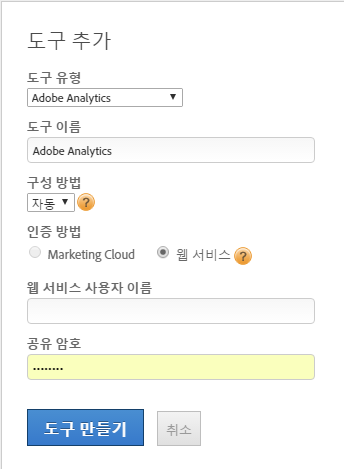 도구 추가
도구 유형
Adobe Analytics
도구 이름
Adobe Analytics
구성 방법
자동 ?
인증 방법
Marketing Cloud 웹 서비스 ?
웹 서비스 사용자 이름
공유 암호
••••••••
도구 만들기 취소